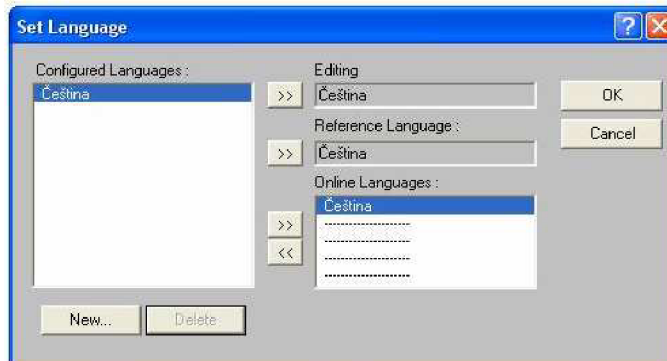 Set Language
Configured Languages :
Čeština
New...
Delete
>>
Editing
Čeština
>>
Reference Language :
Čeština
Online Languages :
>>
<<
Čeština
---------------------
---------------------
---------------------
---------------------
OK
Cancel